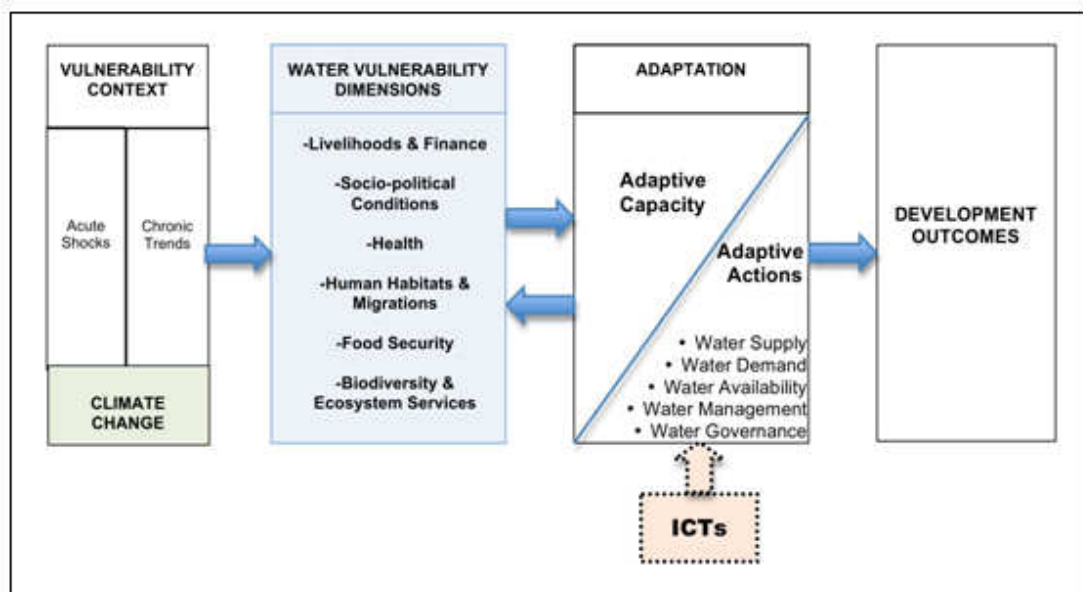 VULNERABILITY
CONTEXT
Acute
Shocks
Chronic
Trends
CLIMATE
CHANGE
WATER VULNERABILITY
DIMENSIONS
-Livelihoods & Finance
-Socio-political
Conditions
-Health
-Human Habitats &
Migrations
-Food Security
-Biodiversity &
Ecosystem Services
ADAPTATION
Adaptive
Capacity
Adaptive
Actions
• Water Supply
• Water Demand
• Water Availability
• Water Management
• Water Governance
ICTs
DEVELOPMENT
OUTCOMES